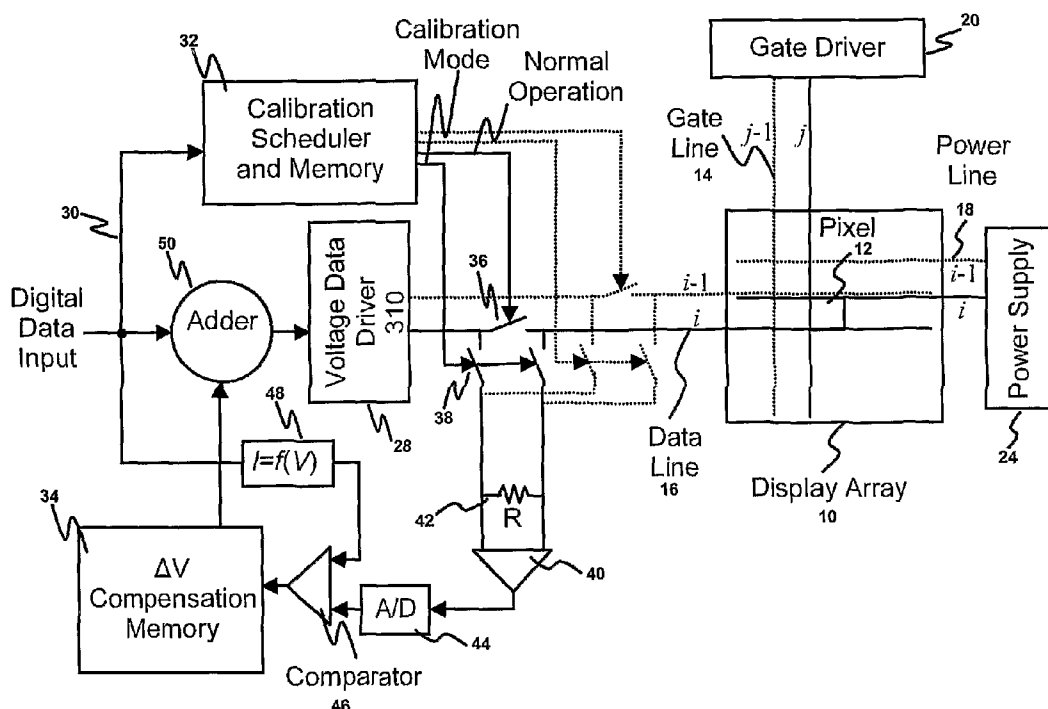 32
Calibration
Scheduler
and Memory
Calibration
Mode
Normal
Operation
20
Gate Driver
Gate
Line
14
j-1
j
Power
Line
18
30
50
Digital
Data
Input
Adder
Voltage Data
Driver
310
28
36
38
i-1
i
Data
Line
16
Pixel
12
i-1
i
Power Supply
24
Display Array
10
48
I=f(V)
34
ΔV
Compensation
Memory
42
R
40
A/D
44
Comparator
46